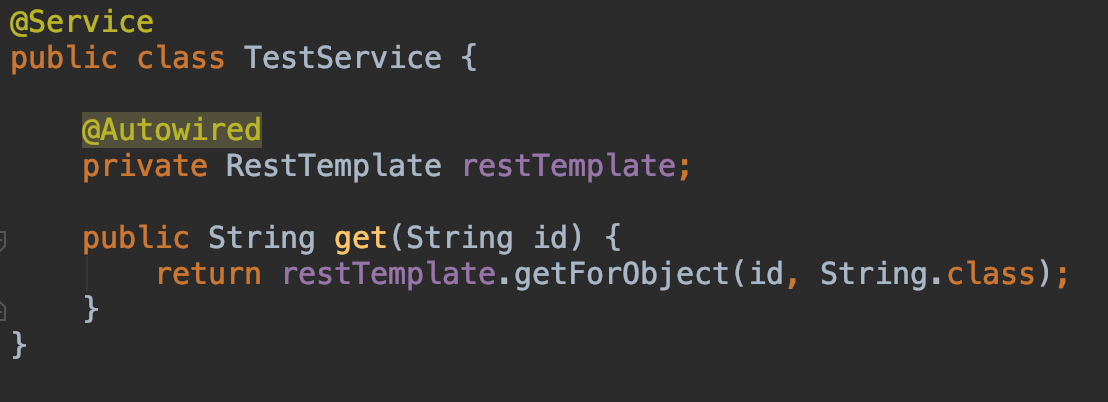 @Service
public class TestService {
@Autowired
private RestTemplate restTemplate;
public String get(String id) {
return restTemplate.getForObject(id, String.class);
}
}